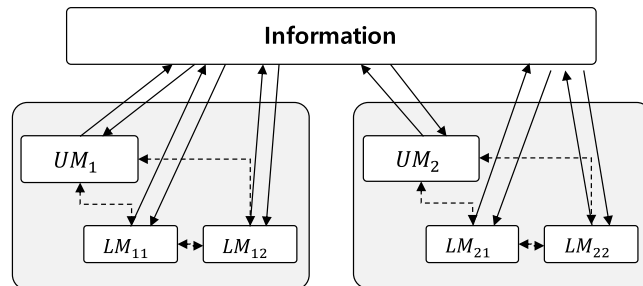 Information
UM₁
UM₂
LM₁₁
LM₁₂
LM₂₁
LM₂₂